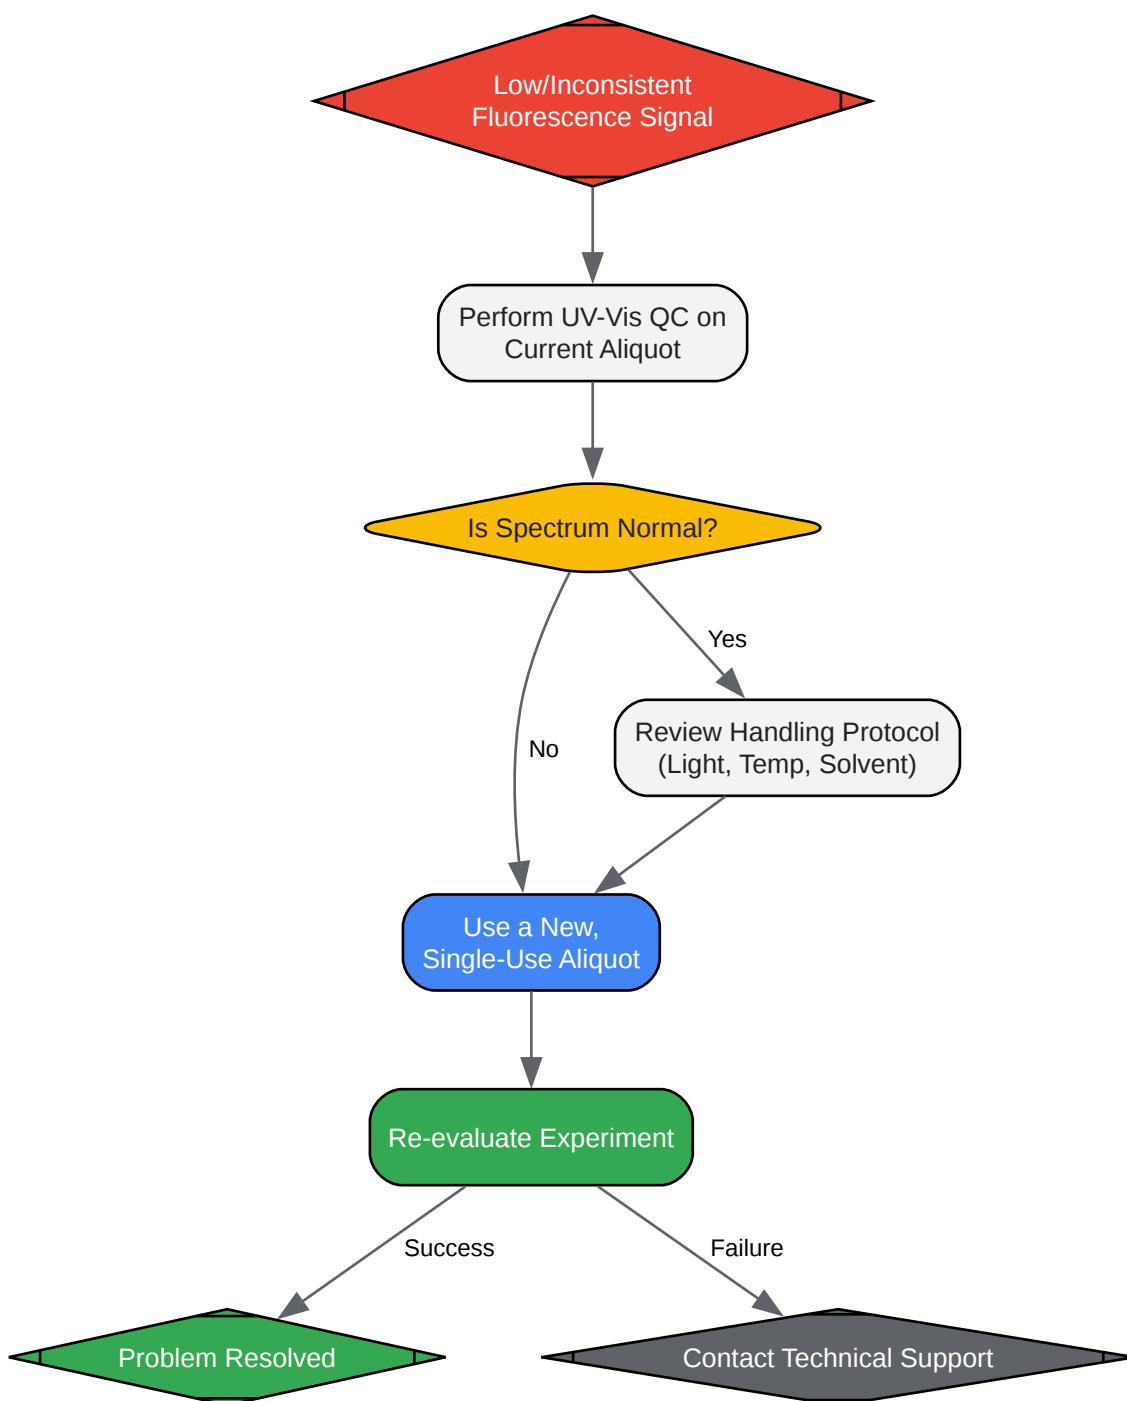 Low/Inconsistent
Fluorescence Signal
Perform UV-Vis QC on
Current Aliquot
Is Spectrum Normal?
Yes
No
Review Handling Protocol
(Light, Temp, Solvent)
Use a New,
Single-Use Aliquot
Re-evaluate Experiment
Success
Failure
Problem Resolved
Contact Technical Support